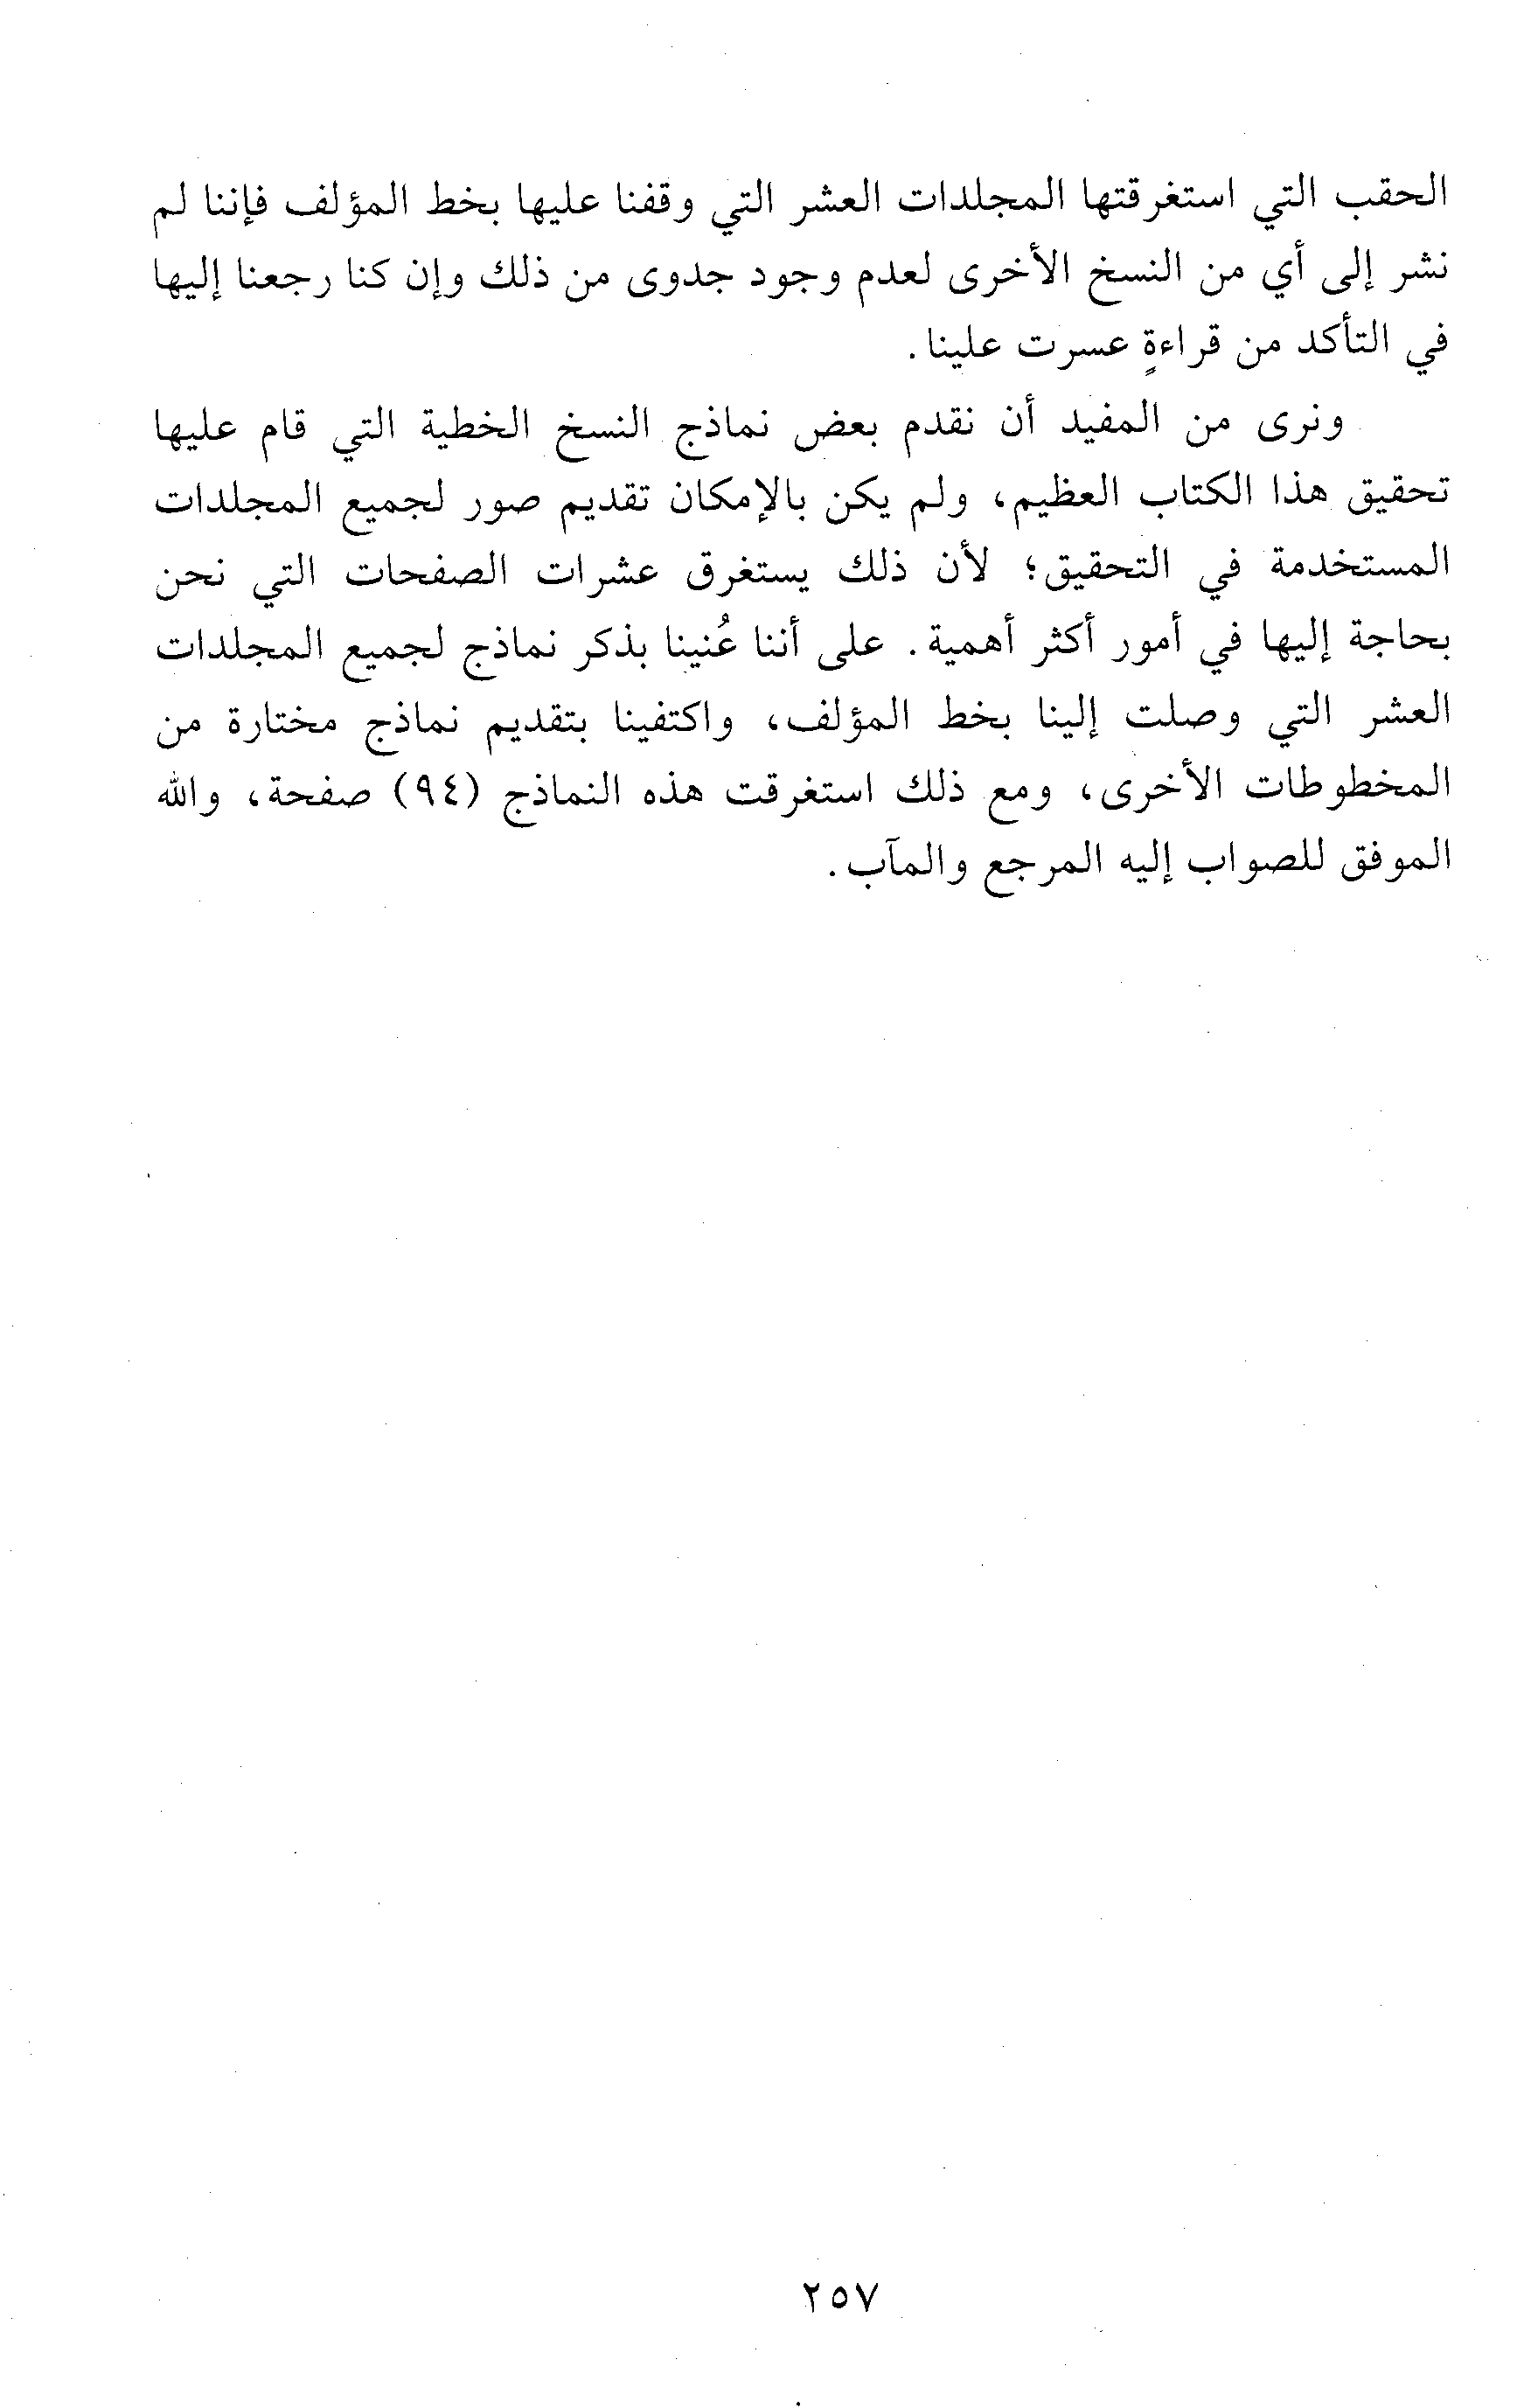 الحقب التي استغرقتها المجلدات العشر التي وقفنا عليها بخط المؤلف فإننا لم
نشر إلى أي من النسخ الأخرى لعدم وجود جدوى من ذلك وإن كنا رجعنا إليها
في التأكد من قراءةٍ عسرت علينا.
ونرى من المفيد أن نقدم بعض نماذج النسخ الخطية التي قام عليها
تحقيق هذا الكتاب العظيم، ولم يكن بالإمكان تقديم صور لجميع المجلدات
المستخدمة في التحقيق؛ لأن ذلك يستغرق عشرات الصفحات التي نحن
بحاجة إليها في أمور أكثر أهمية. على أننا عُنينا بذكر نماذج لجميع المجلدات
العشر التي وصلت إلينا بخط المؤلف، واكتفينا بتقديم نماذج مختارة من
المخطوطات الأخرى، ومع ذلك استغرقت هذه النماذج (٩٤) صفحة، والله
الموفق للصواب إليه المرجع والمآب.
٢٥٧